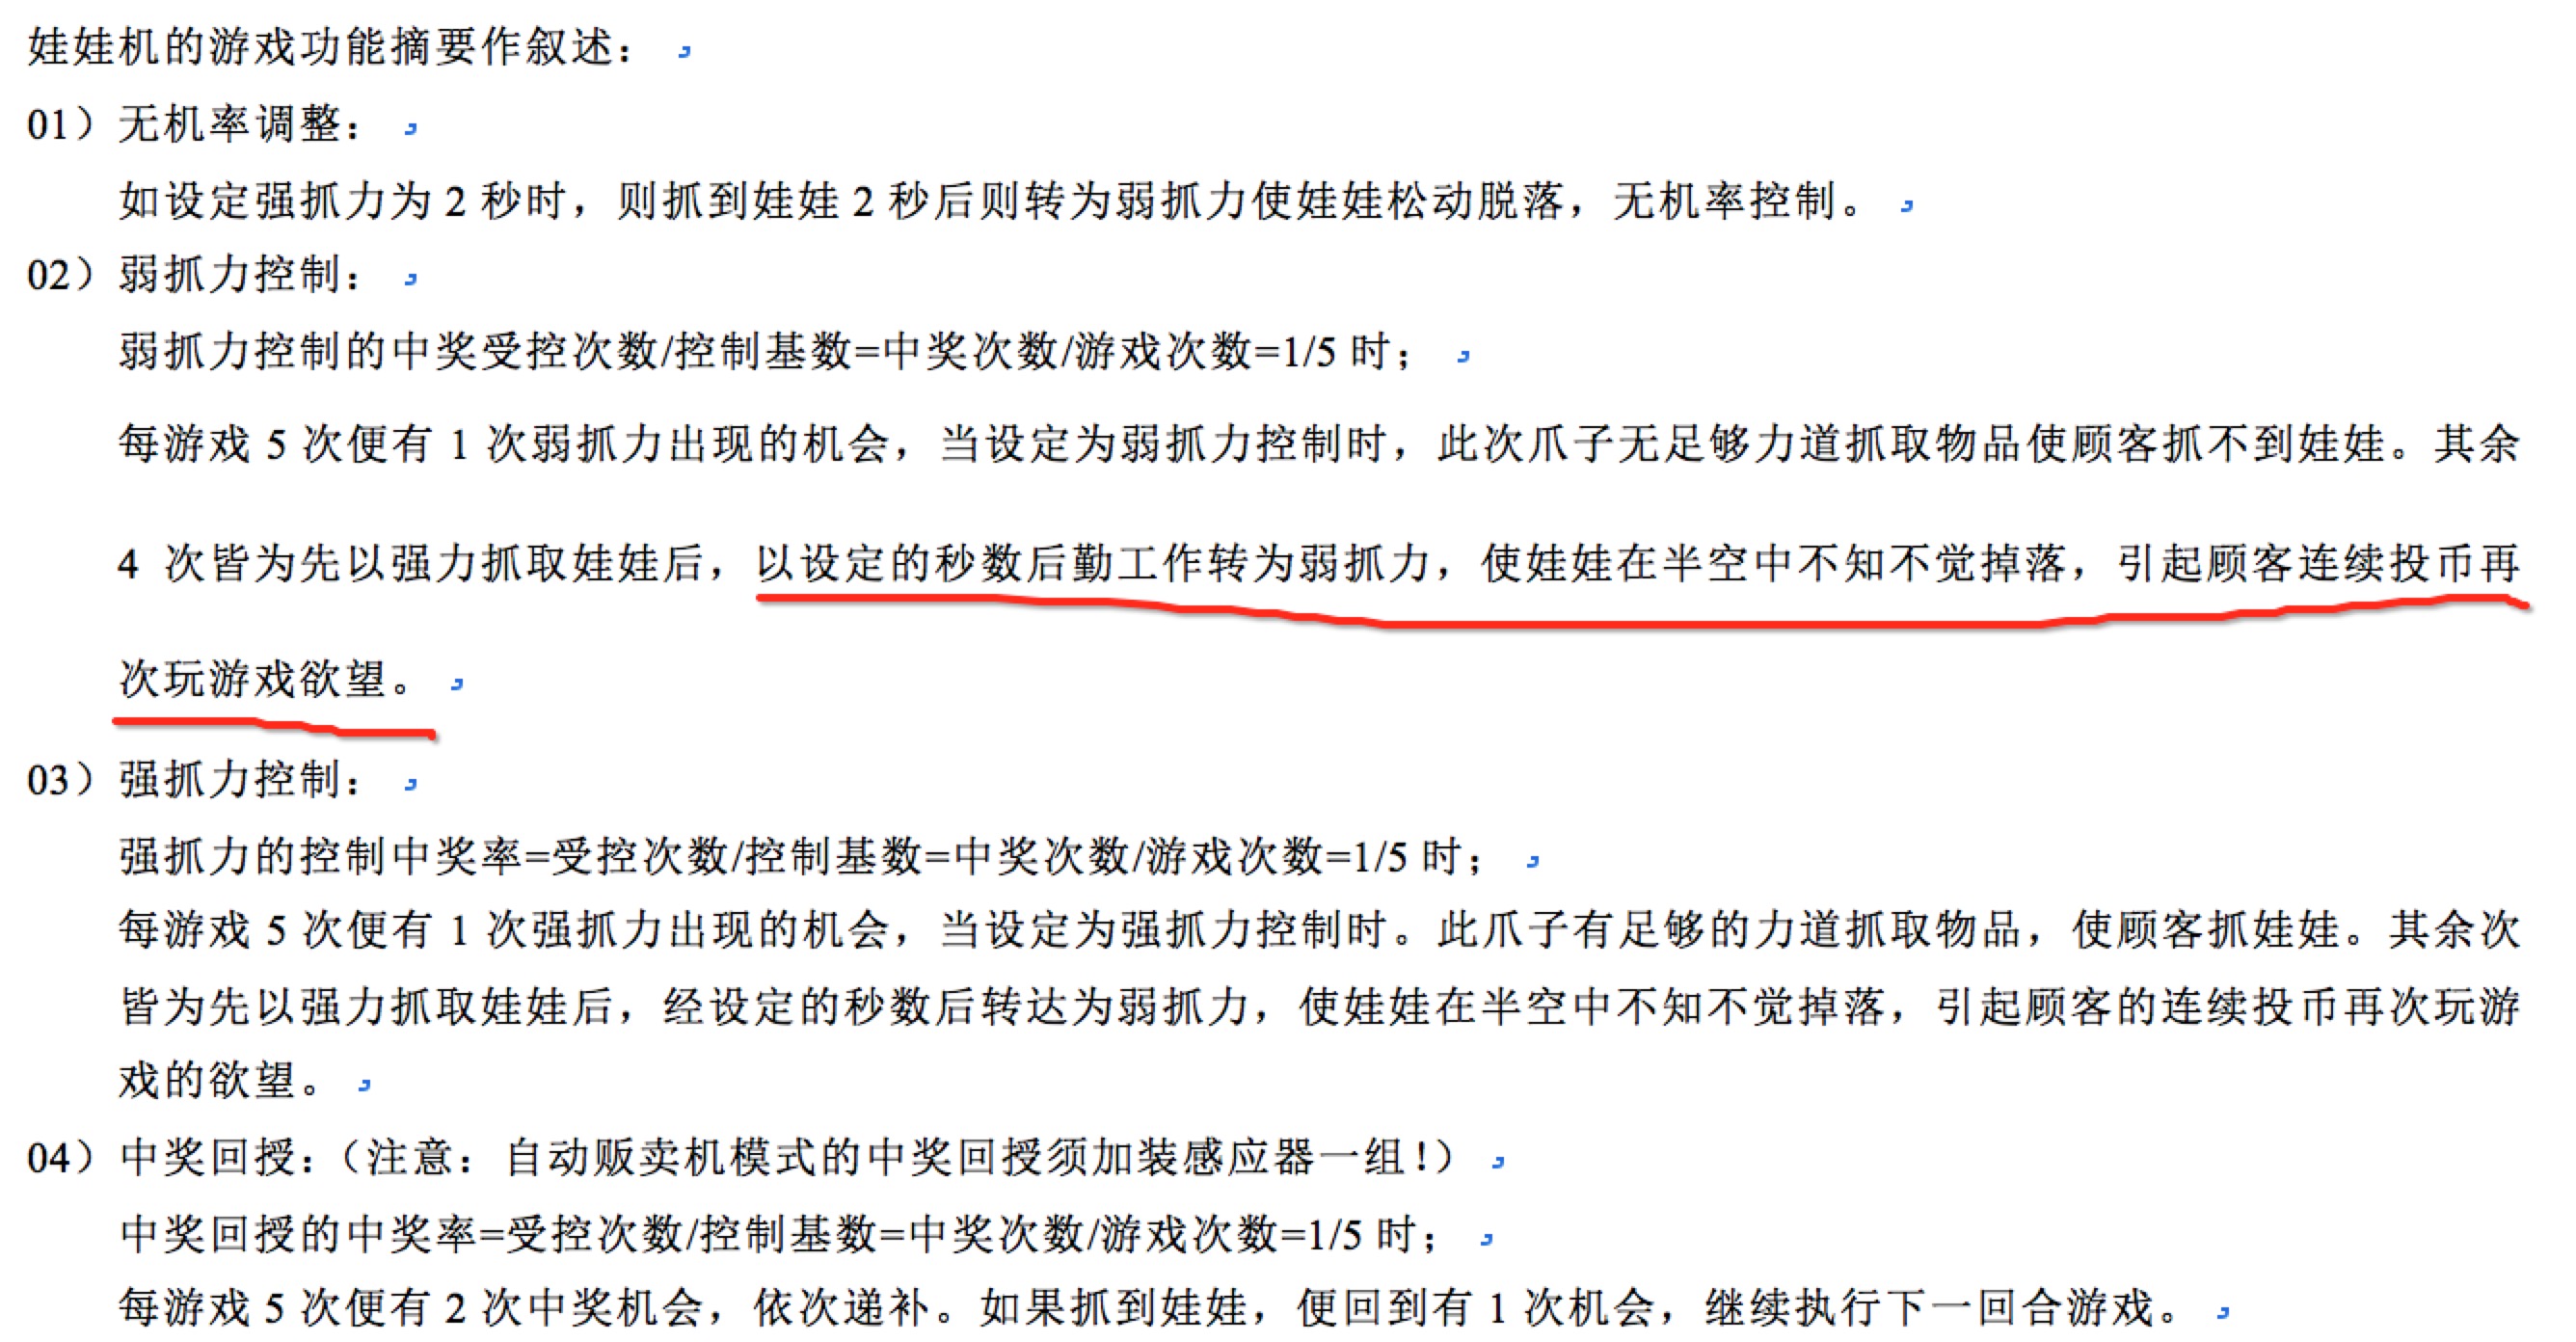 娃娃机的游戏功能摘要作叙述：
01）无机率调整：
如设定强抓力为 2 秒时，则抓到娃娃 2 秒后则转为弱抓力使娃娃松动脱落，无机率控制。
02）弱抓力控制：
弱抓力控制的中奖受控次数/控制基数=中奖次数/游戏次数=1/5 时；
每游戏 5 次便有 1 次弱抓力出现的机会，当设定为弱抓力控制时，此次爪子无足够力道抓取物品使顾客抓不到娃娃。其余
4 次皆为先以强力抓取娃娃后，以设定的秒数后勤工作转为弱抓力，使娃娃在半空中不知不觉掉落，引起顾客连续投币再
次玩游戏欲望。
03）强抓力控制：
强抓力的控制中奖率=受控次数/控制基数=中奖次数/游戏次数=1/5 时；
每游戏 5 次便有 1 次强抓力出现的机会，当设定为强抓力控制时。此爪子有足够的力道抓取物品，使顾客抓娃娃。其余次
皆为先以强力抓取娃娃后，经设定的秒数后转达为弱抓力，使娃娃在半空中不知不觉掉落，引起顾客的连续投币再次玩游
戏的欲望。
04）中奖回授：（注意：自动贩卖机模式的中奖回授须加装感应器一组！）
中奖回授的中奖率=受控次数/控制基数=中奖次数/游戏次数=1/5 时；
每游戏 5 次便有 2 次中奖机会，依次递补。如果抓到娃娃，便回到有 1 次机会，继续执行下一回合游戏。